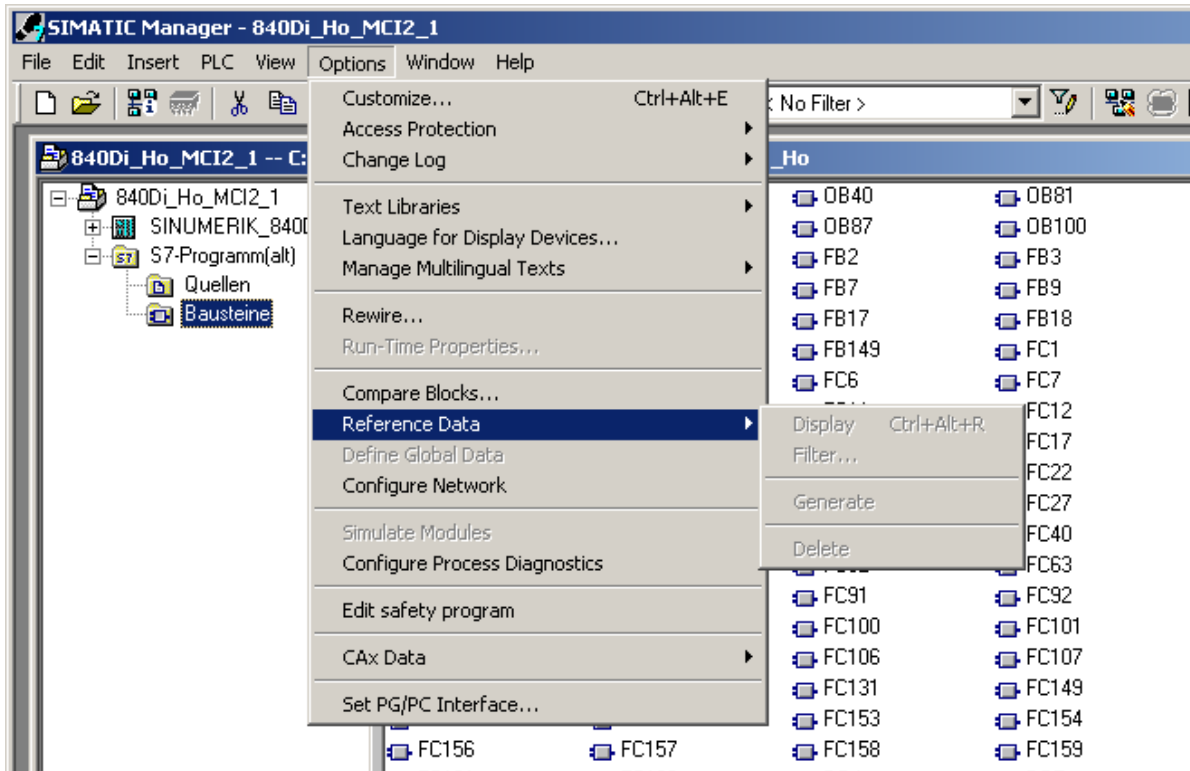 SIMATIC Manager - 840Di_Ho_MCI2_1
File Edit Insert PLC View Options Window Help
< No Filter >
840Di_Ho_MCI2_1 -- C:
_Ho
840Di_Ho_MCI2_1
SINUMERIK_840D
S7-Programm(alt)
Quellen
Bausteine
Customize... Ctrl+Alt+E
Access Protection
Change Log
Text Libraries
Language for Display Devices...
Manage Multilingual Texts
Rewire...
Run-Time Properties...
Compare Blocks...
Reference Data
Define Global Data
Configure Network
Simulate Modules
Configure Process Diagnostics
Edit safety program
CAx Data
Set PG/PC Interface...
Display Ctrl+Alt+R
Filter...
Generate
Delete
OB40 OB81
OB87 OB100
FB2 FB3
FB7 FB9
FB17 FB18
FB149 FC1
FC6 FC7
FC12
FC17
FC22
FC27
FC40
FC63
FC91 FC92
FC100 FC101
FC106 FC107
FC131 FC149
FC153 FC154
FC156 FC157 FC158 FC159